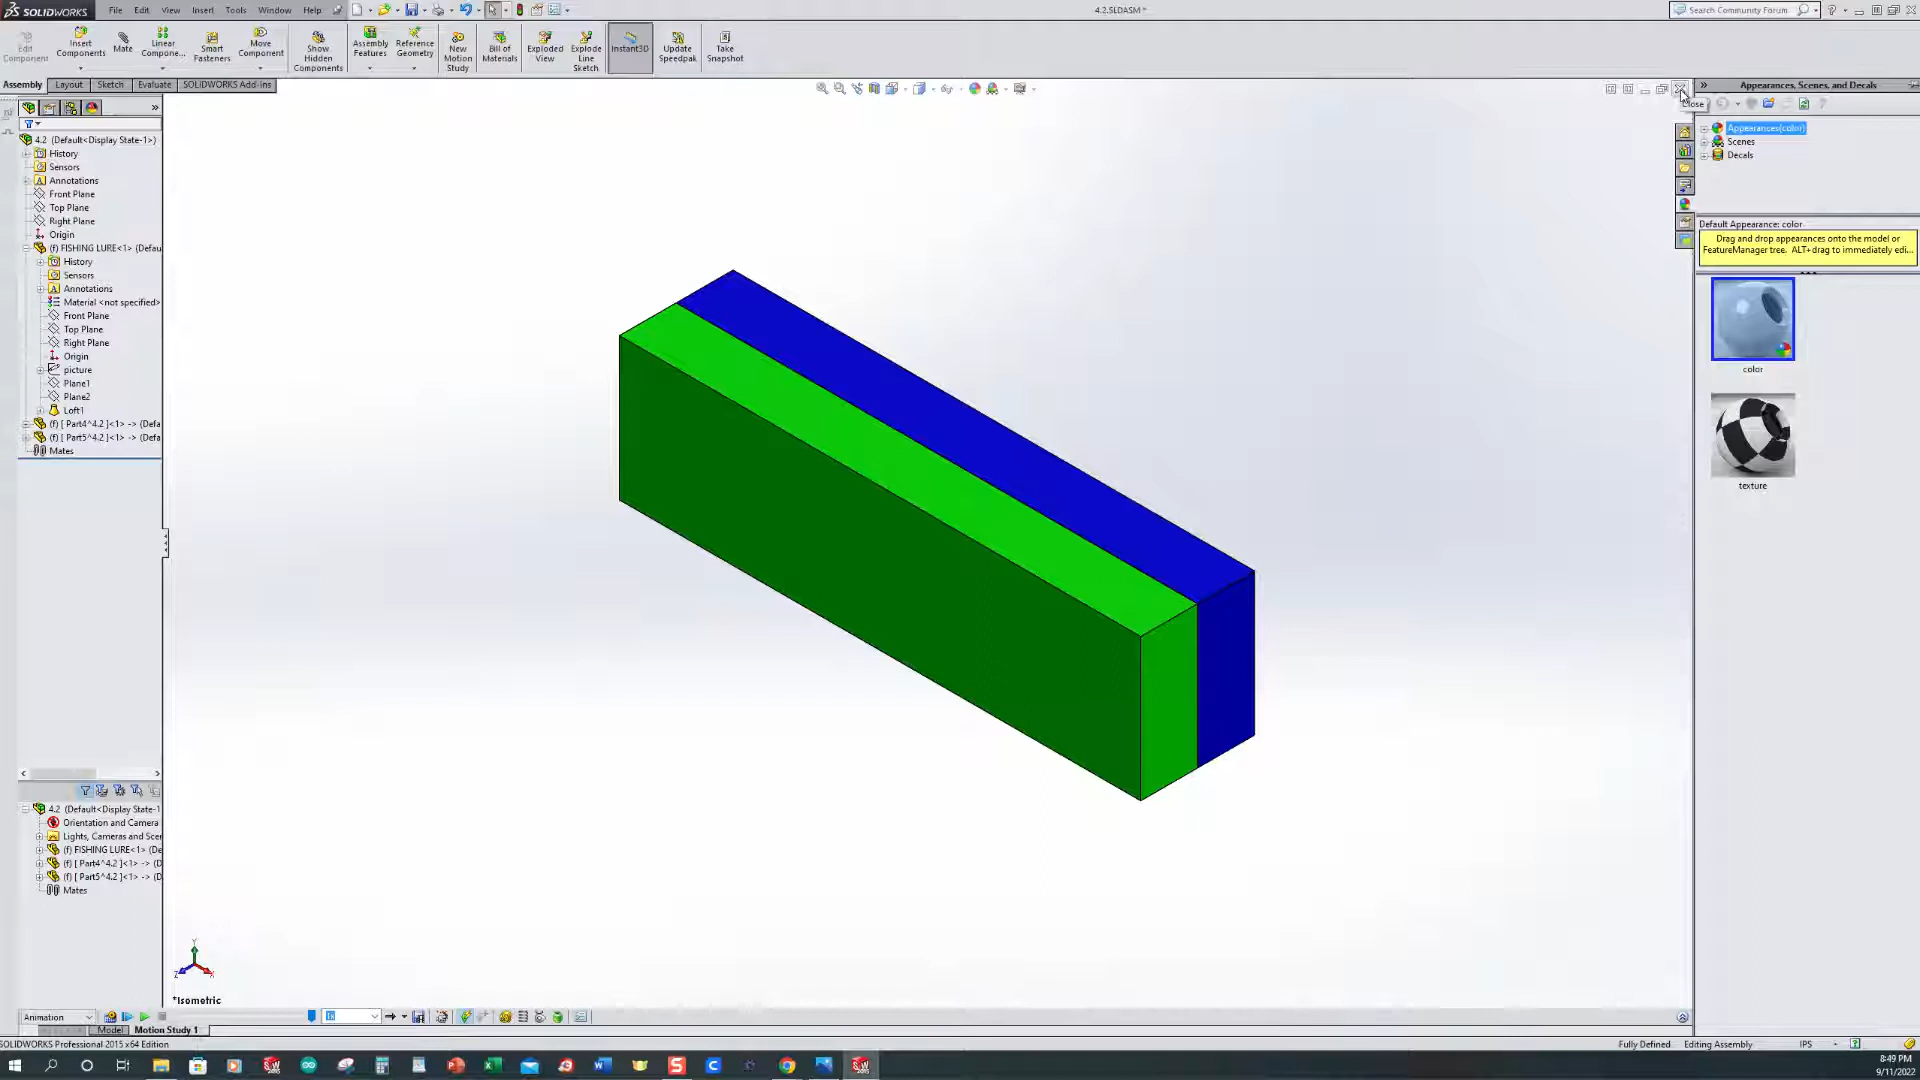 SOLIDWORKS File Edit View Insert Tools Window Help 4.2.SLDASM* Search Community Forum
Edit Component
Insert Components
Mate
Linear Compone...
Smart Fasteners
Move Component
Show Hidden Components
Assembly Features
Reference Geometry
New Motion Study
Bill of Materials
Exploded View
Explode Line Sketch
Instant3D
Update Speedpak
Take Snapshot
Assembly Layout Sketch Evaluate SOLIDWORKS Add-Ins
Close
4.2 (Default<Display State-1>)
History
Sensors
Annotations
Front Plane
Top Plane
Right Plane
Origin
(f) FISHING LURE<1> (Defau
History
Sensors
Annotations
Material <not specified>
Front Plane
Top Plane
Right Plane
Origin
picture
Plane1
Plane2
Loft1
(f) [ Part4^4.2 ]<1> -> (Defa
(f) [ Part5^4.2 ]<1> -> (Defa
Mates
4.2 (Default<Display State-1
Orientation and Camera
Lights, Cameras and Scer
(f) FISHING LURE<1> (De
(f) [ Part4^4.2 ]<1> -> (D
(f) [ Part5^4.2 ]<1> -> (D
Mates
Y
Z
X
*Isometric
Appearances, Scenes, and Decals
Appearances(color)
Scenes
Decals
Default Appearance: color
Drag and drop appearances onto the model or
FeatureManager tree. ALT+drag to immediately edi...
color
texture
Animation
Model Motion Study 1
SOLIDWORKS Professional 2015 x64 Edition Fully Defined Editing Assembly IPS
8:49 PM
9/11/2022